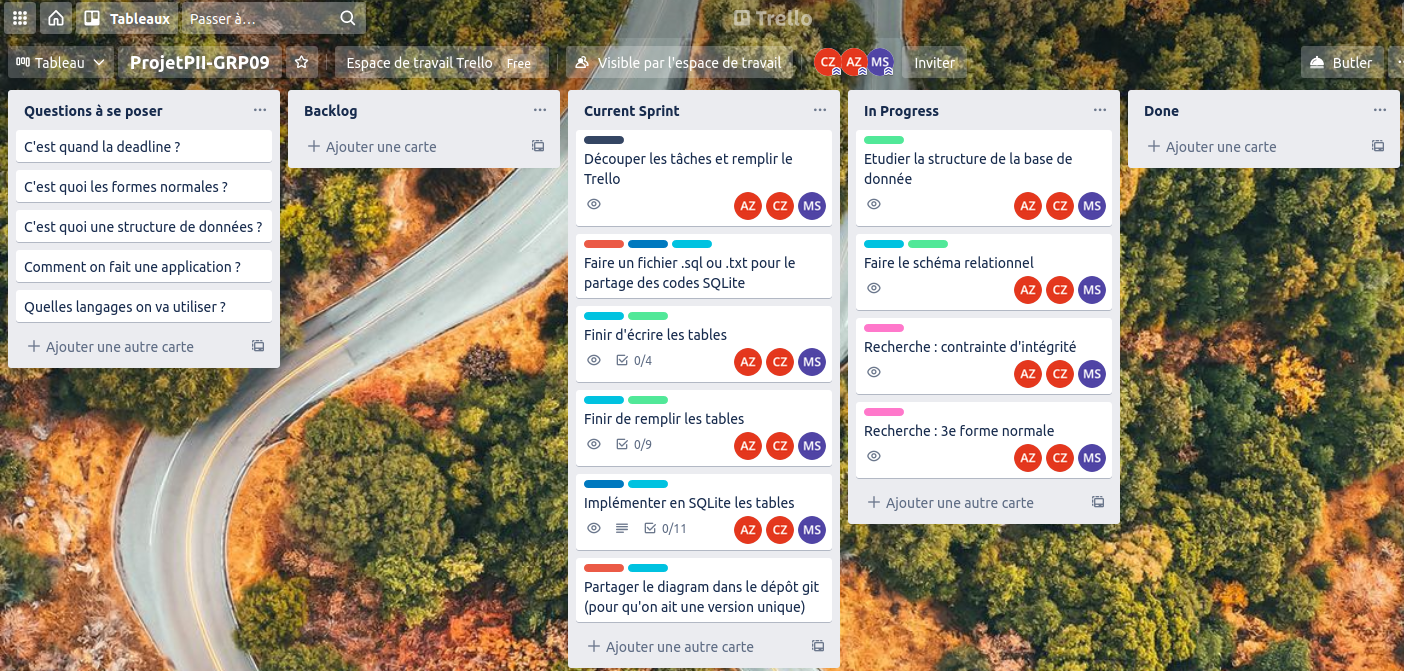 Tableaux
Passer à…
Trello
Tableau
ProjetPII-GRP09
Espace de travail Trello Free
Visible par l'espace de travail
CZ AZ MS
Inviter
Butler
Questions à se poser
C'est quand la deadline ?
C'est quoi les formes normales ?
C'est quoi une structure de données ?
Comment on fait une application ?
Quelles langages on va utiliser ?
Ajouter une autre carte
Backlog
Ajouter une carte
Current Sprint
Découper les tâches et remplir le
Trello
AZ CZ MS
Faire un fichier .sql ou .txt pour le
partage des codes SQLite
Finir d'écrire les tables
0/4
AZ CZ MS
Finir de remplir les tables
0/9
AZ CZ MS
Implémenter en SQLite les tables
0/11
AZ CZ MS
Partager le diagram dans le dépôt git
(pour qu'on ait une version unique)
Ajouter une autre carte
In Progress
Etudier la structure de la base de
donnée
AZ CZ MS
Faire le schéma relationnel
AZ CZ MS
Recherche : contrainte d'intégrité
AZ CZ MS
Recherche : 3e forme normale
AZ CZ MS
Ajouter une autre carte
Done
Ajouter une carte